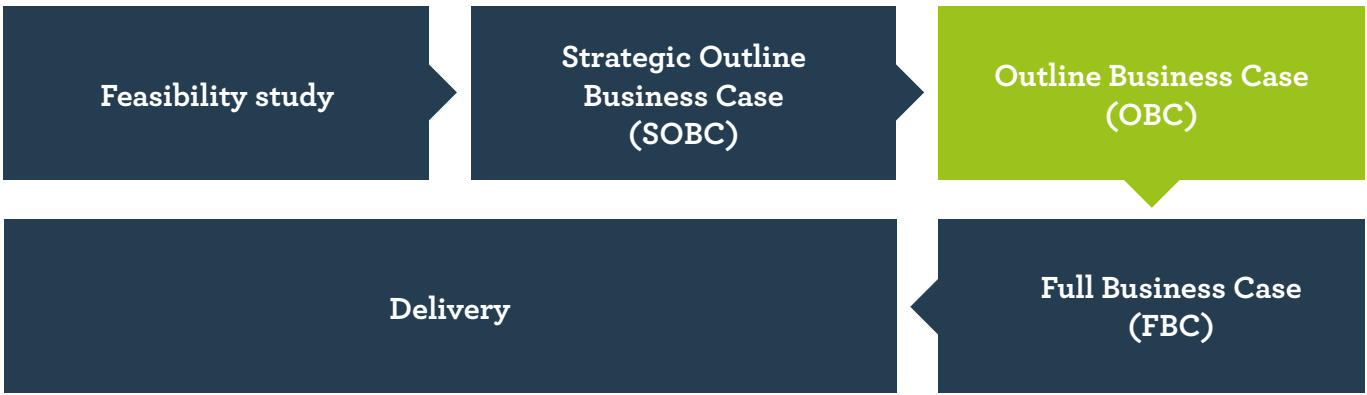 Feasibility study
Strategic Outline
Business Case
(SOBC)
Outline Business Case
(OBC)
Full Business Case
(FBC)
Delivery